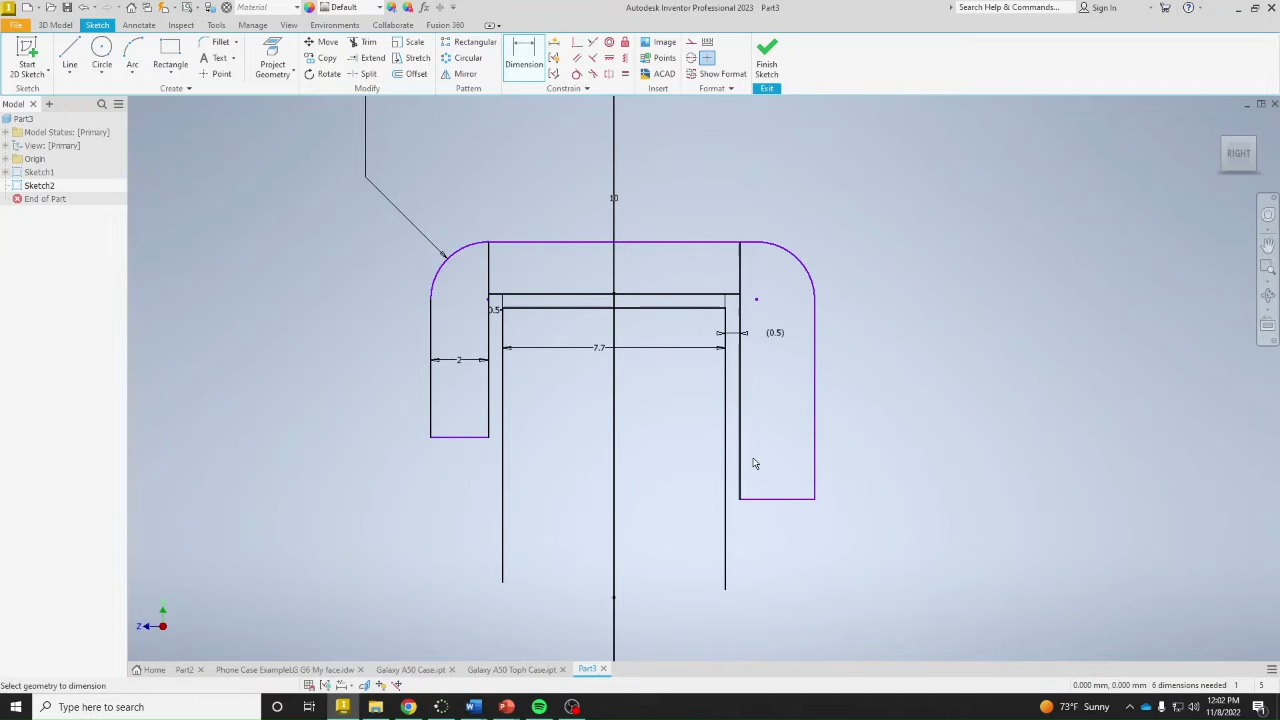 Material
Default
Autodesk Inventor Professional 2023 Part3
Search Help & Commands...
Sign In
File 3D Model Sketch Annotate Inspect Tools Manage View Environments Collaborate Fusion 360
Start
2D Sketch
Line
Circle
Arc
Rectangle
Fillet
Text
Point
Project
Geometry
Move Trim Scale
Copy Extend Stretch
Rotate Split Offset
Rectangular
Circular
Mirror
Dimension
Image
Points
ACAD
Show Format
Finish
Sketch
Sketch Create Modify Pattern Constrain Insert Format Exit
Model
Part3
Model States: [Primary]
View: [Primary]
Origin
Sketch1
Sketch2
End of Part
RIGHT
10
0.5
(0.5)
7.7
2
Z
Home Part2 Phone Case ExampleLG G6 My face.idw Galaxy A50 Case.ipt Galaxy A50 Toph Case.ipt Part3
Select geometry to dimension
0.000 mm, 0.000 mm 6 dimensions needed 1 5
Type here to search
73°F Sunny
12:02 PM
11/8/2022